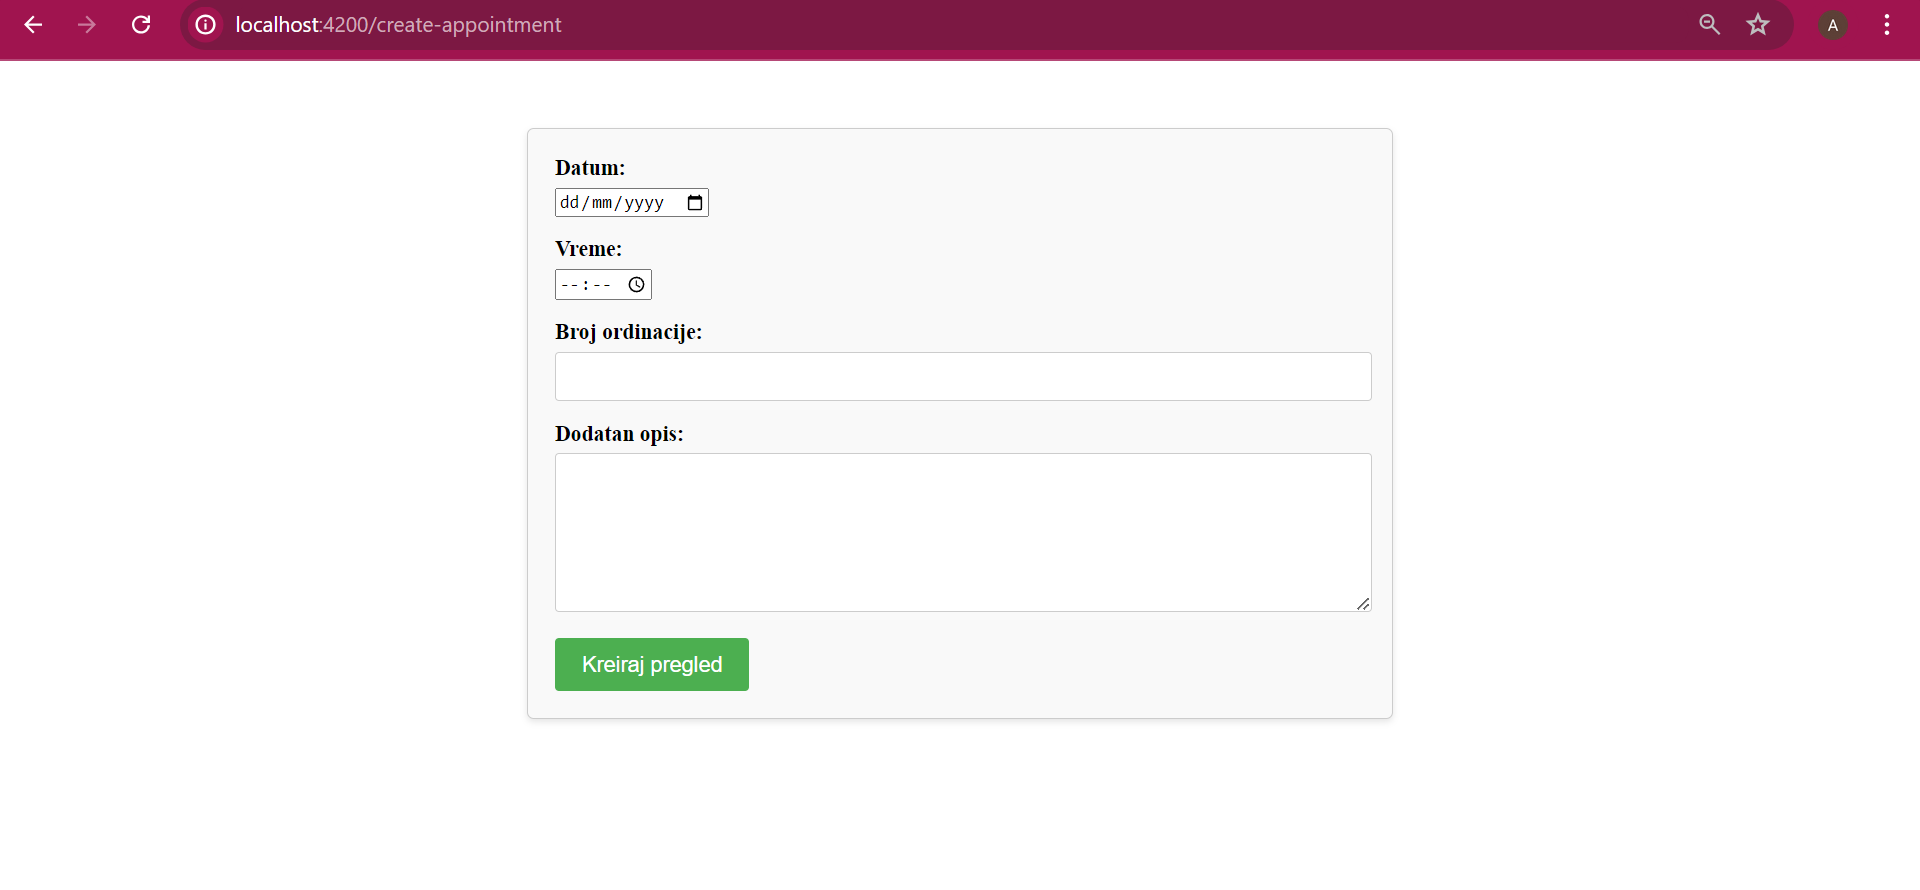 localhost:4200/create-appointment
A
Datum:
dd/mm/yyyy
Vreme:
--:--
Broj ordinacije:
Dodatan opis:
Kreiraj pregled